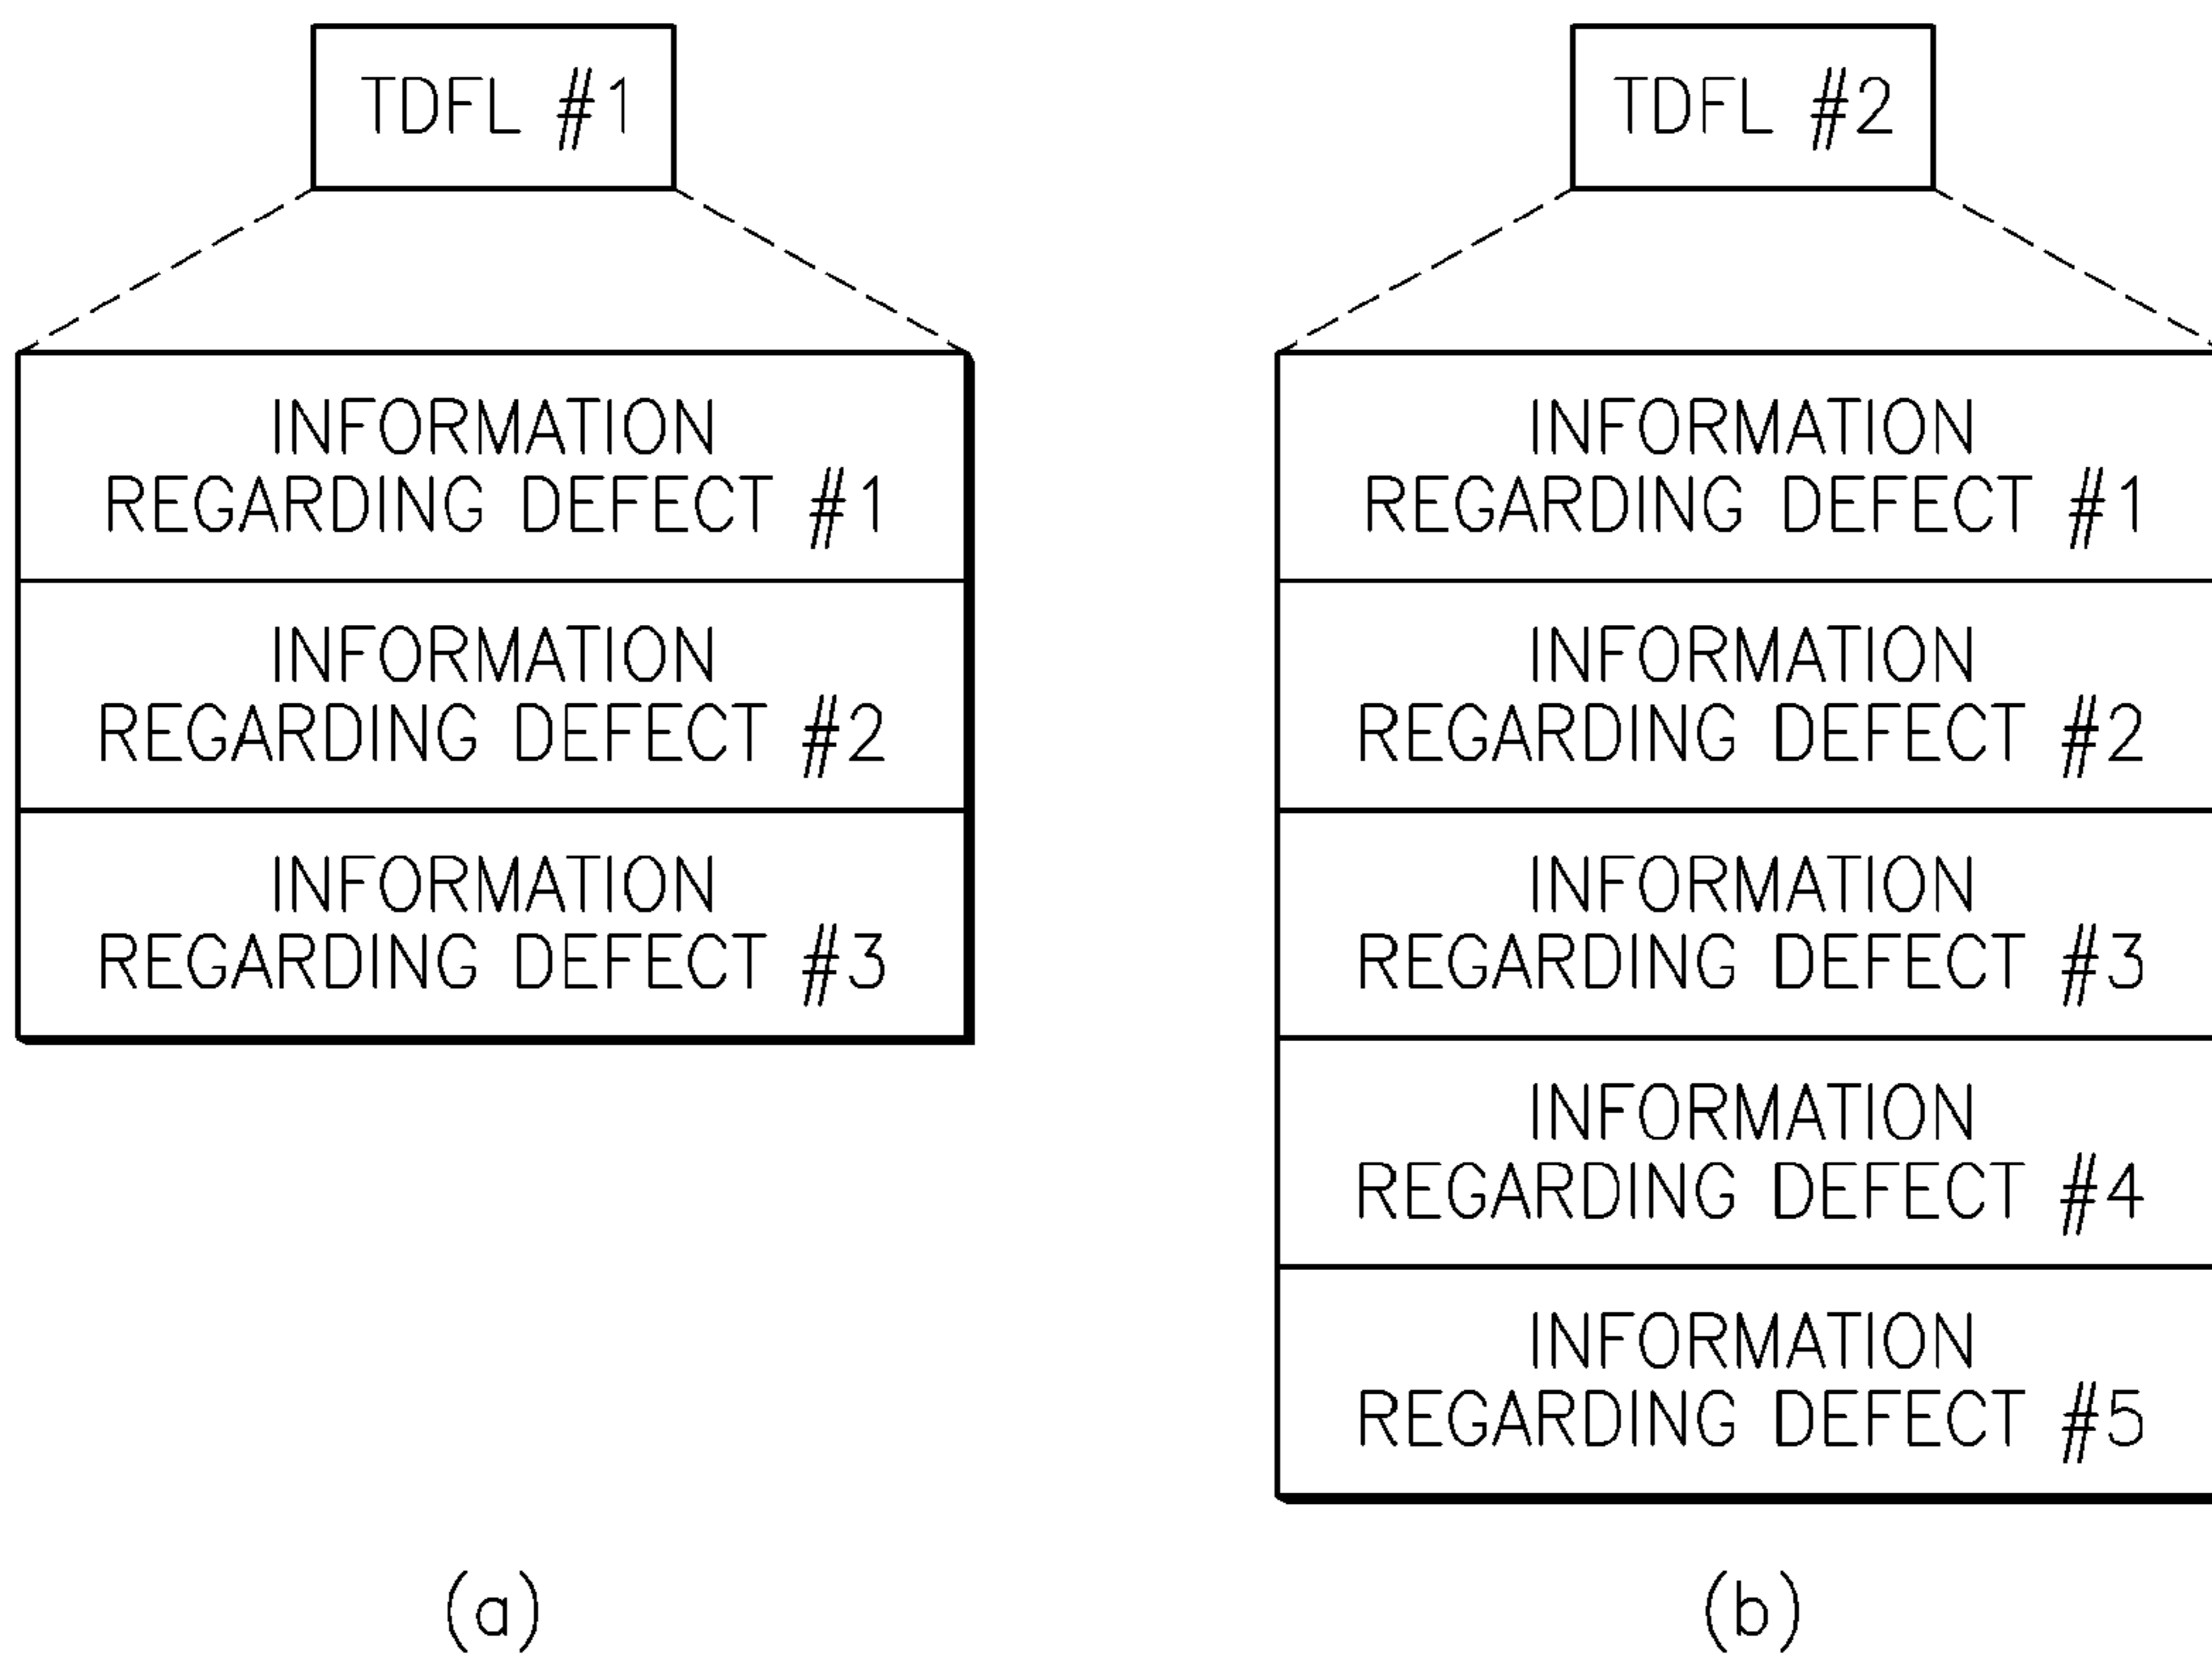 TDFL #1
INFORMATION
REGARDING DEFECT #1
INFORMATION
REGARDING DEFECT #2
INFORMATION
REGARDING DEFECT #3
(a)
TDFL #2
INFORMATION
REGARDING DEFECT #1
INFORMATION
REGARDING DEFECT #2
INFORMATION
REGARDING DEFECT #3
INFORMATION
REGARDING DEFECT #4
INFORMATION
REGARDING DEFECT #5
(b)